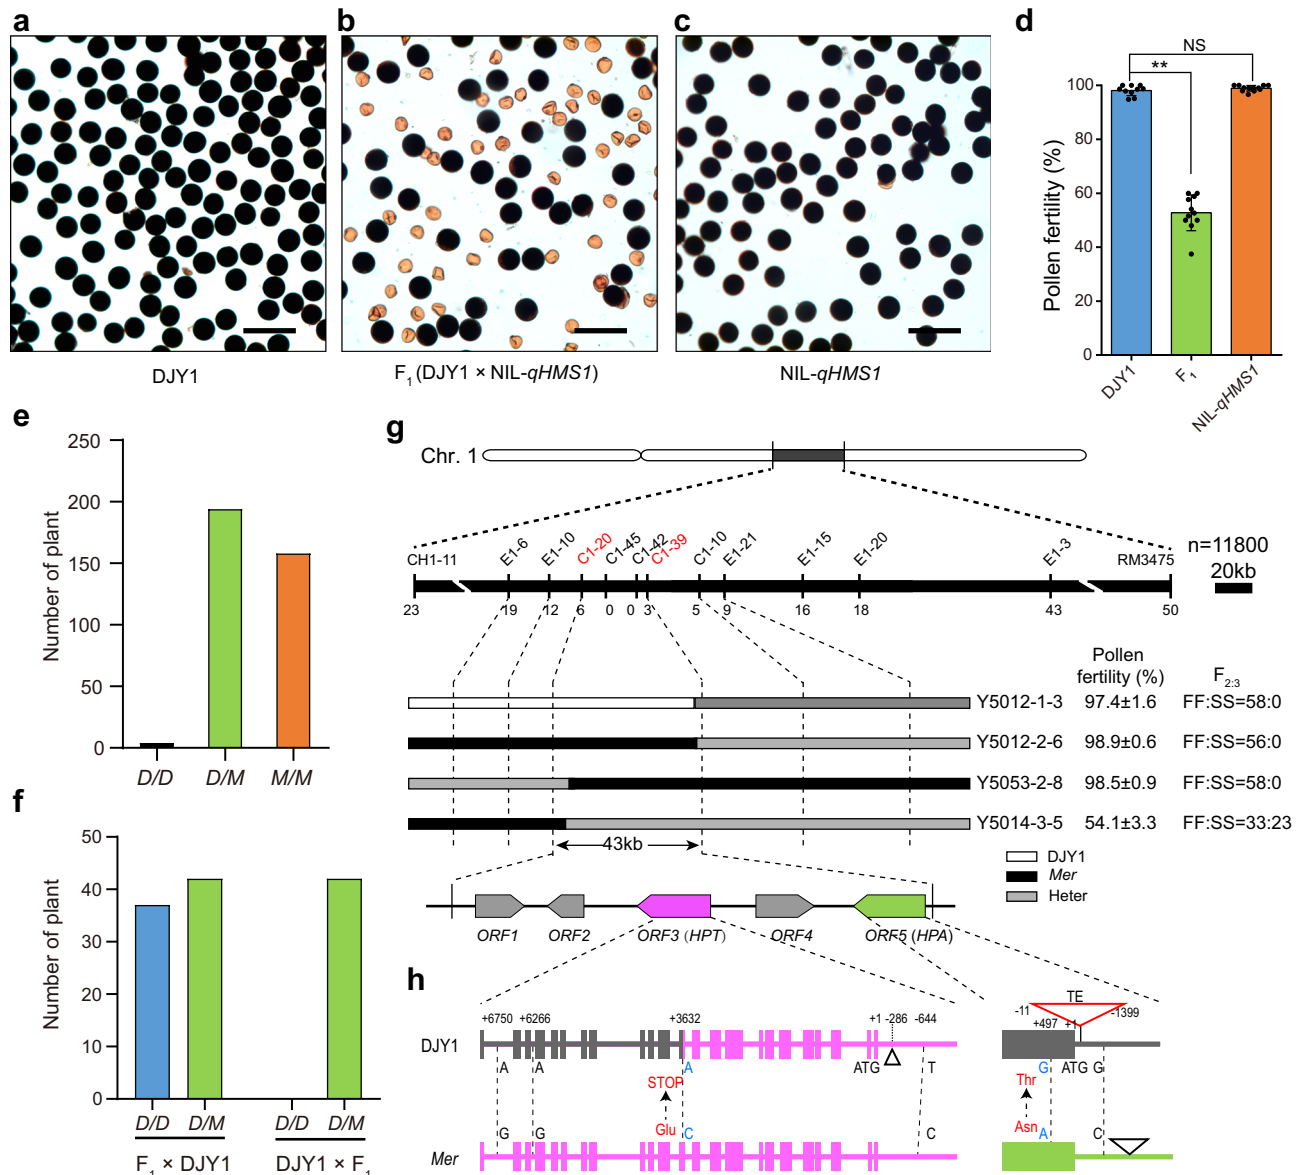 a
b
c
d
DJY1
F1 (DJY1 × NIL-qHMS1)
NIL-qHMS1
NS
**
Pollen fertility (%)
100
80
60
40
20
0
DJY1
F1
NIL-qHMS1
e
Number of plant
250
200
150
100
50
0
D/D
D/M
M/M
f
Number of plant
50
40
30
20
10
0
D/D
D/M
D/D
D/M
F1 × DJY1
DJY1 × F1
g
Chr. 1
CH1-11
E1-6
E1-10
C1-20
C1-45
C1-42
C1-39
C1-10
E1-21
E1-15
E1-20
E1-3
RM3475
n=11800
20kb
23 19 12 6 0 0 3 5 9 16 18 43 50
Pollen fertility (%)
F2:3
Y5012-1-3 97.4±1.6 FF:SS=58:0
Y5012-2-6 98.9±0.6 FF:SS=56:0
Y5053-2-8 98.5±0.9 FF:SS=58:0
Y5014-3-5 54.1±3.3 FF:SS=33:23
43kb
DJY1
Mer
Heter
ORF1
ORF2
ORF3 (HPT)
ORF4
ORF5 (HPA)
h
+6750 +6266 +3632 +1 -286 -644
DJY1
A A A ATG T
STOP
Glu
G G C C
Mer
TE
-11 +497 +1 -1399
G ATG G
Thr
Asn
A C